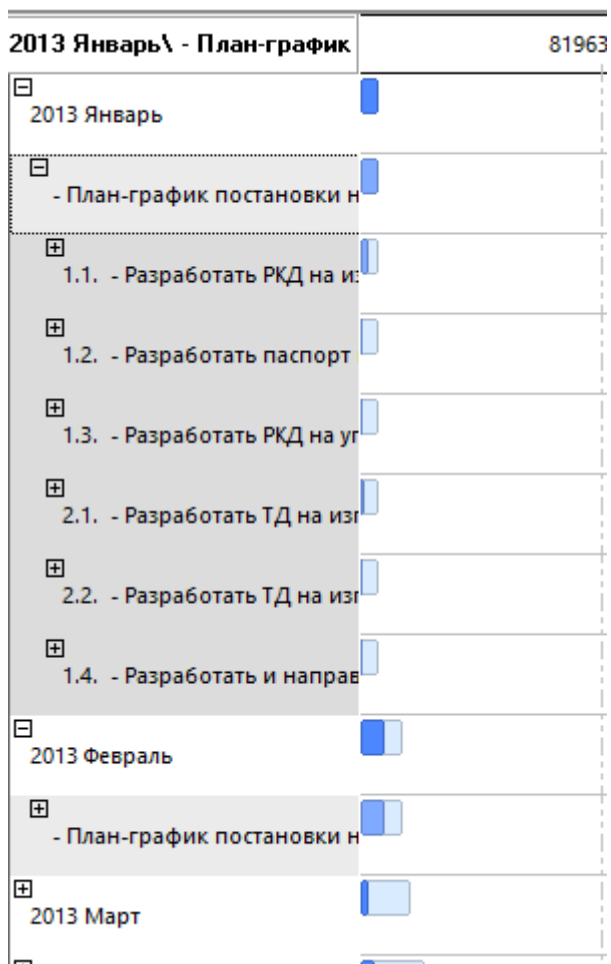 2013 Январь\ - План-график
81963
2013 Январь
- План-график постановки н
1.1. - Разработать РКД на из
1.2. - Разработать паспорт
1.3. - Разработать РКД на уп
2.1. - Разработать ТД на изг
2.2. - Разработать ТД на изг
1.4. - Разработать и направ
2013 Февраль
- План-график постановки н
2013 Март